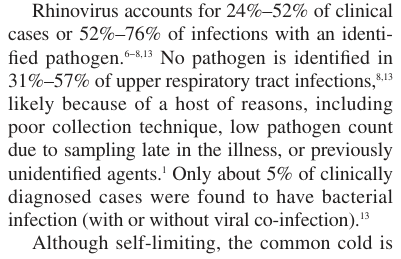 Rhinovirus accounts for 24%–52% of clinical
cases or 52%–76% of infections with an identi-
fied pathogen.6–8,13 No pathogen is identified in
31%–57% of upper respiratory tract infections,8,13
likely because of a host of reasons, including
poor collection technique, low pathogen count
due to sampling late in the illness, or previously
unidentified agents.1 Only about 5% of clinically
diagnosed cases were found to have bacterial
infection (with or without viral co-infection).13
Although self-limiting, the common cold is